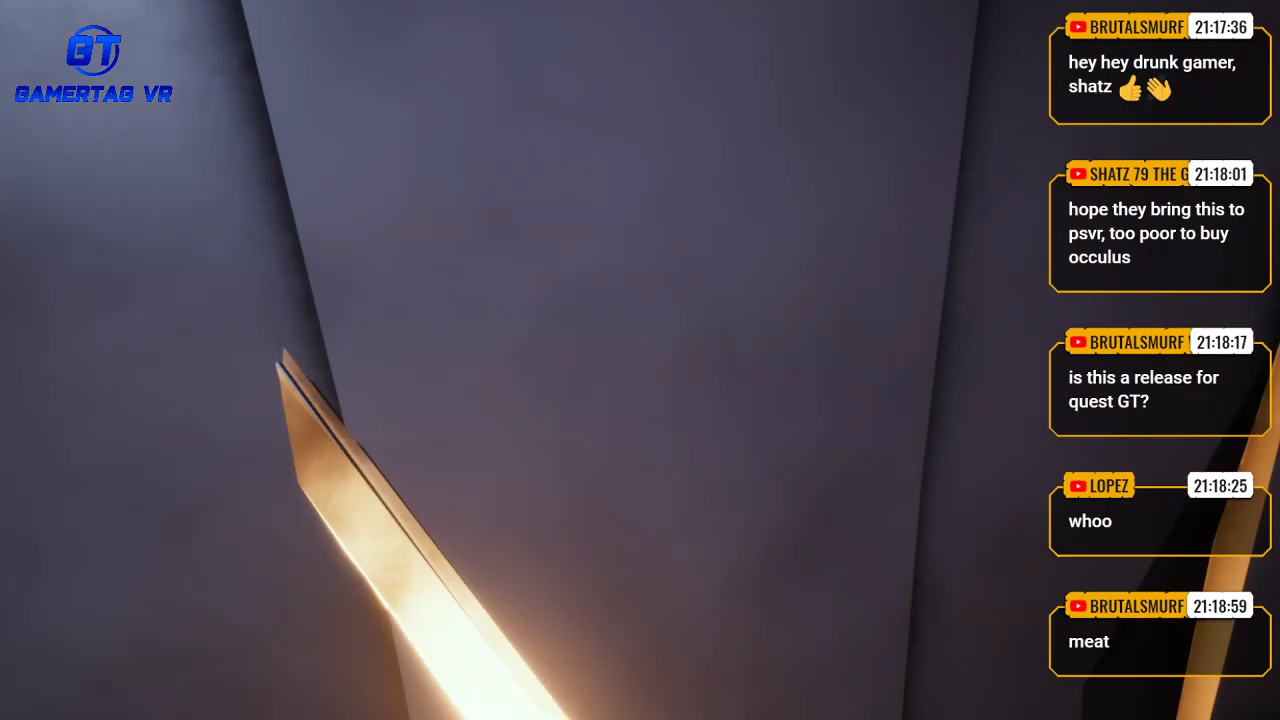 GT
GAMERTAG VR
BRUTALSMURF 21:17:36
hey hey drunk gamer,
shatz 👍👋
SHATZ 79 THE G 21:18:01
hope they bring this to
psvr, too poor to buy
occulus
BRUTALSMURF 21:18:17
is this a release for
quest GT?
LOPEZ 21:18:25
whoo
BRUTALSMURF 21:18:59
meat